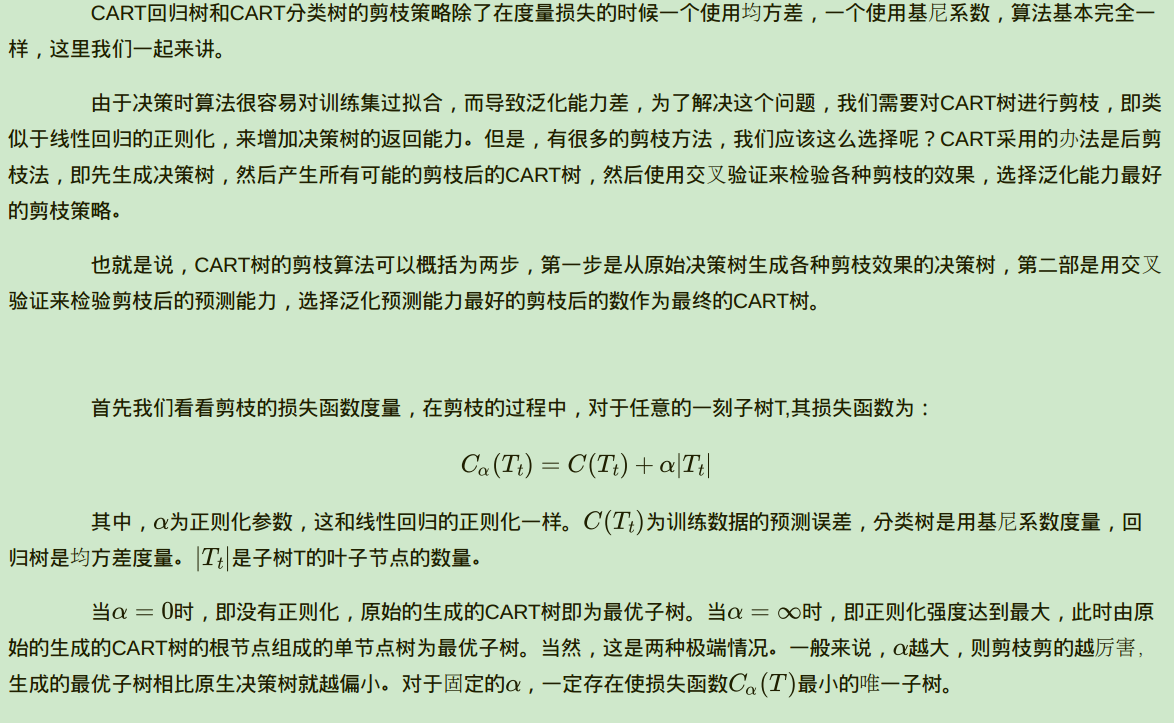 CART回归树和CART分类树的剪枝策略除了在度量损失的时候一个使用均方差，一个使用基尼系数，算法基本完全一
样，这里我们一起来讲。
由于决策时算法很容易对训练集过拟合，而导致泛化能力差，为了解决这个问题，我们需要对CART树进行剪枝，即类
似于线性回归的正则化，来增加决策树的返回能力。但是，有很多的剪枝方法，我们应该这么选择呢？CART采用的办法是后剪
枝法，即先生成决策树，然后产生所有可能的剪枝后的CART树，然后使用交叉验证来检验各种剪枝的效果，选择泛化能力最好
的剪枝策略。
也就是说，CART树的剪枝算法可以概括为两步，第一步是从原始决策树生成各种剪枝效果的决策树，第二部是用交叉
验证来检验剪枝后的预测能力，选择泛化预测能力最好的剪枝后的数作为最终的CART树。
首先我们看看剪枝的损失函数度量，在剪枝的过程中，对于任意的一刻子树T,其损失函数为：
$C_α(T_t) = C(T_t) + α|T_t|$
其中，α为正则化参数，这和线性回归的正则化一样。$C(T_t)$为训练数据的预测误差，分类树是用基尼系数度量，回
归树是均方差度量。$|T_t|$是子树T的叶子节点的数量。
当α = 0时，即没有正则化，原始的生成的CART树即为最优子树。当α = ∞时，即正则化强度达到最大，此时由原
始的生成的CART树的根节点组成的单节点树为最优子树。当然，这是两种极端情况。一般来说，α越大，则剪枝剪的越厉害,
生成的最优子树相比原生决策树就越偏小。对于固定的α，一定存在使损失函数$C_α(T)$最小的唯一子树。